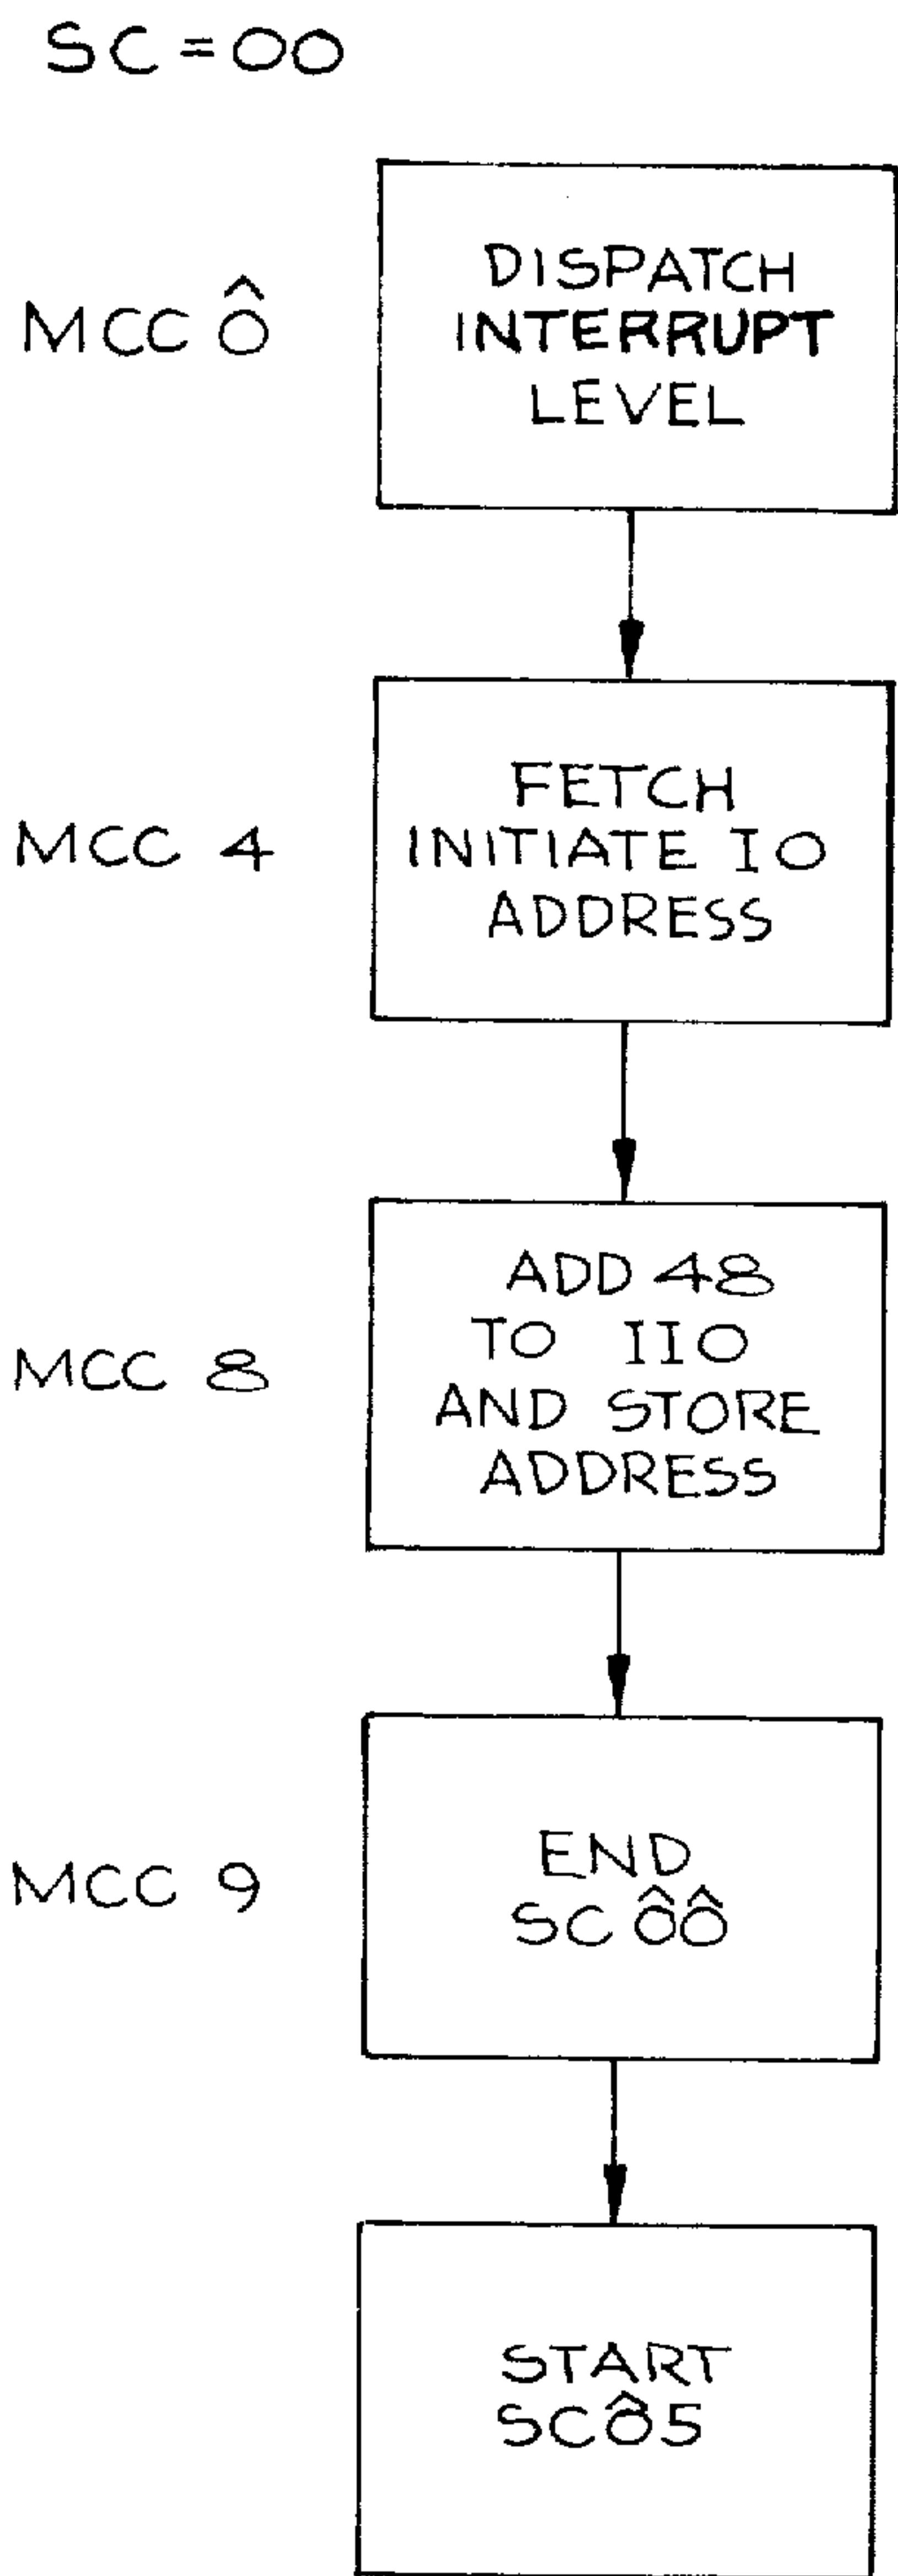 SC = 00
MCC Ô
DISPATCH
INTERRUPT
LEVEL
MCC 4
FETCH
INITIATE IO
ADDRESS
MCC 8
ADD 48
TO IIO
AND STORE
ADDRESS
MCC 9
END
SC ÔÔ
START
SCÔ5